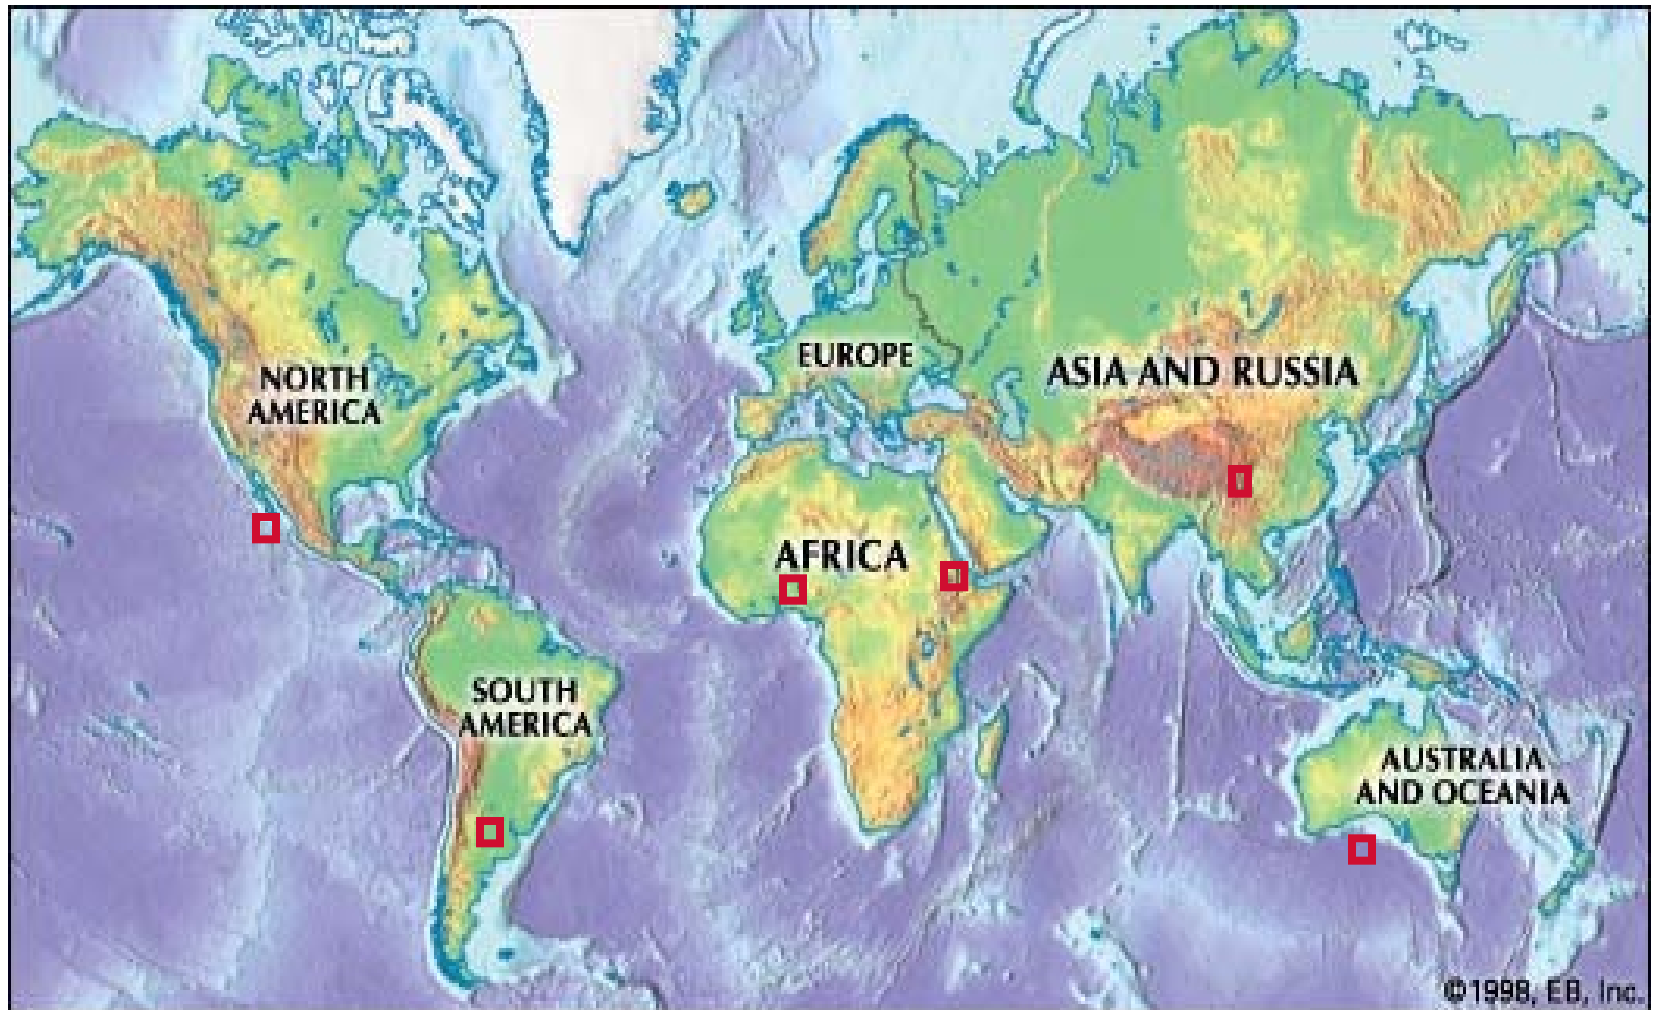 NORTH
AMERICA
EUROPE
ASIA AND RUSSIA
AFRICA
SOUTH
AMERICA
AUSTRALIA
AND OCEANIA
©1998, EB, Inc.